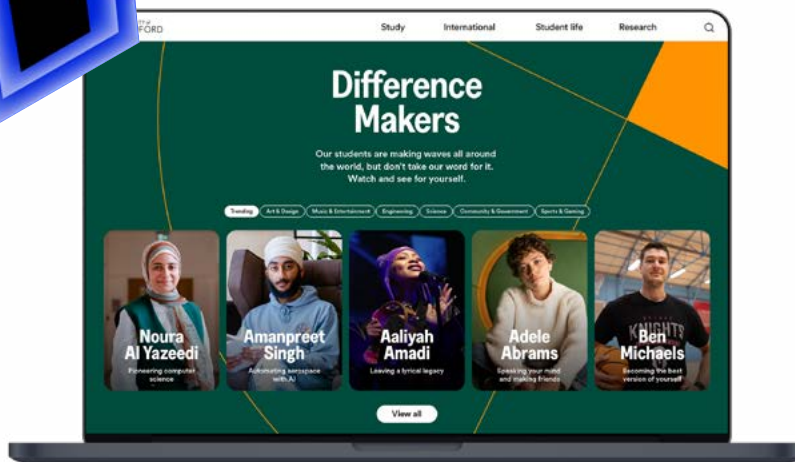 FORD
Study International Student life Research
Difference
Makers
Our students are making waves all around
the world, but don't take our word for it.
Watch and see for yourself.
Trending Art & Design Music & Entertainment Engineering Science Community & Government Sports & Gaming
Noura
Al Yazeedi
Pioneering computer
science
Amanpreet
Singh
Automating aerospace
with AI
Aaliyah
Amadi
Leaving a lyrical legacy
Adele
Abrams
Speaking your mind
and making friends
KNIGHTS
Ben
Michaels
Becoming the best
version of yourself
View all